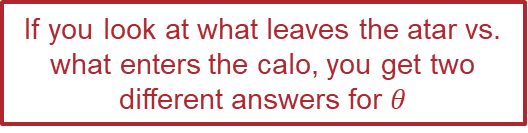 If you look at what leaves the atar vs.
what enters the calo, you get two
different answers for θ